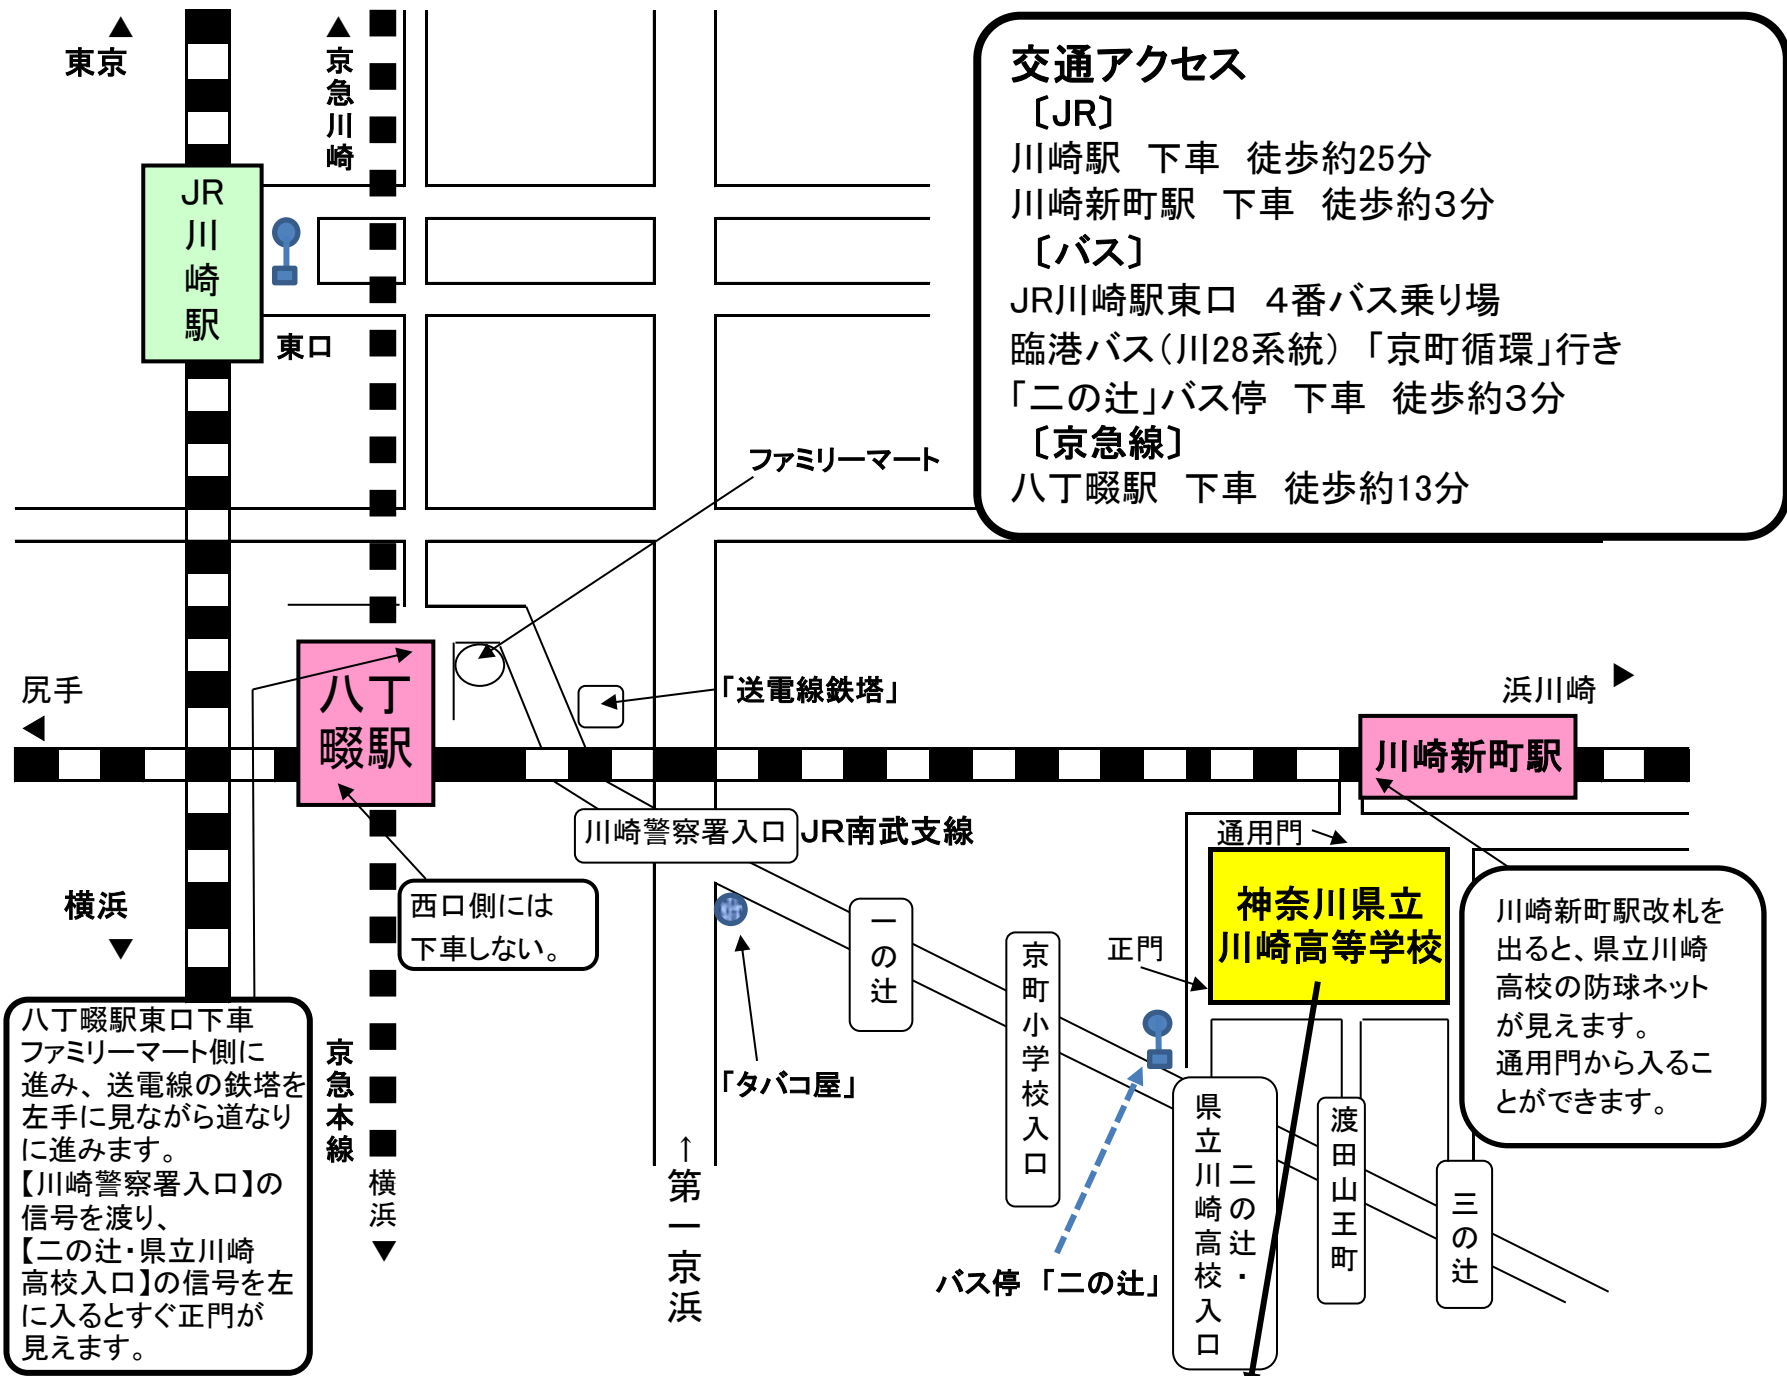 東京
京急川崎
JR川崎駅
東口
交通アクセス
〔JR〕
川崎駅　下車　徒歩約25分
川崎新町駅　下車　徒歩約3分
〔バス〕
JR川崎駅東口　4番バス乗り場
臨港バス（川28系統）「京町循環」行き
「二の辻」バス停　下車　徒歩約3分
〔京急線〕
八丁畷駅　下車　徒歩約13分
ファミリーマート
尻手
八丁
畷駅
「送電線鉄塔」
浜川崎
川崎新町駅
川崎警察署入口
JR南武支線
通用門
横浜
西口側には
下車しない。
一の辻
京町小学校入口
正門
神奈川県立
川崎高等学校
川崎新町駅改札を
出ると、県立川崎
高校の防球ネット
が見えます。
通用門から入るこ
とができます。
八丁畷駅東口下車
ファミリーマート側に
進み、送電線の鉄塔を
左手に見ながら道なり
に進みます。
【川崎警察署入口】の
信号を渡り、
【二の辻・県立川崎
高校入口】の信号を左
に入るとすぐ正門が
見えます。
京急本線
横浜
「タバコ屋」
↑第一京浜
バス停　「二の辻」
二の辻・
県立川崎高校入口
渡田山王町
三の辻